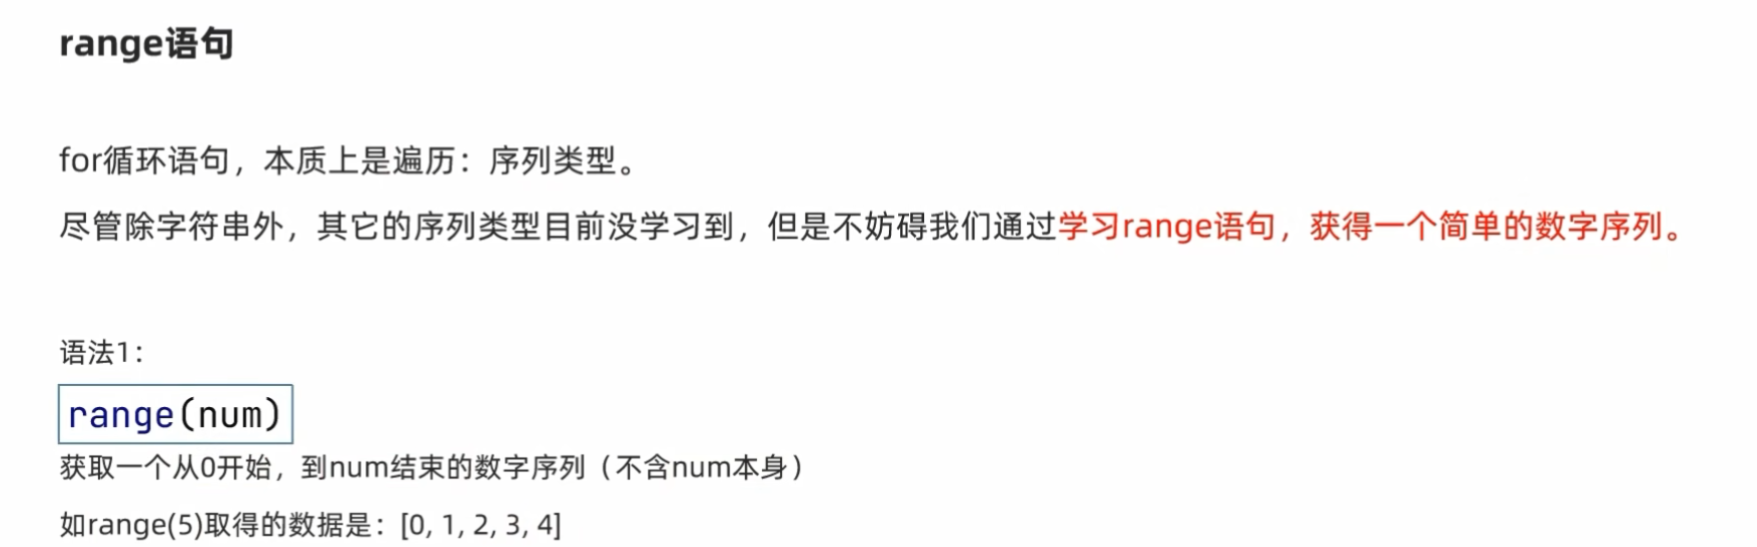 range语句
for循环语句，本质上是遍历：序列类型。
尽管除字符串外，其它的序列类型目前没学习到，但是不妨碍我们通过学习range语句，获得一个简单的数字序列。
语法1：
range(num)
获取一个从0开始，到num结束的数字序列（不含num本身）
如range(5)取得的数据是：[0, 1, 2, 3, 4]